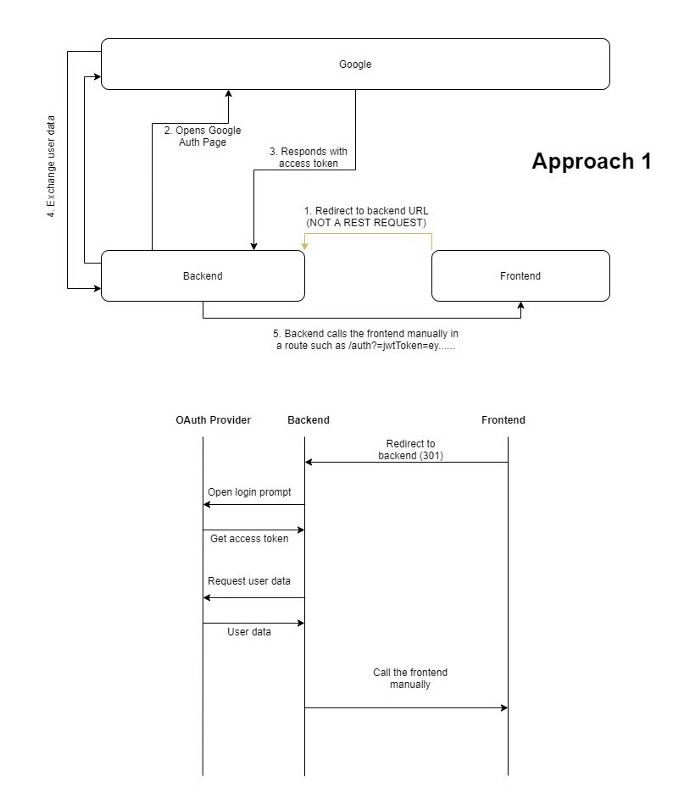 Google
2. Opens Google
Auth Page
3. Responds with
access token
4. Exchange user data
Approach 1
1. Redirect to backend URL
(NOT A REST REQUEST)
Backend
Frontend
5. Backend calls the frontend manually in
a route such as /auth?=jwtToken=ey......
OAuth Provider
Backend
Frontend
Redirect to
backend (301)
Open login prompt
Get access token
Request user data
User data
Call the frontend
manually